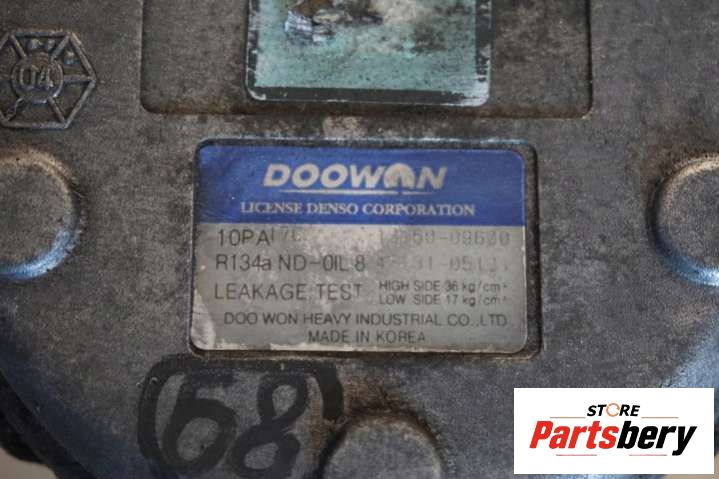 04
DOOWON
LICENSE DENSO CORPORATION
10PA17C
R134a ND-OIL 8
LEAKAGE TEST HIGH SIDE 36 kg/cm²
LOW SIDE 17 kg/cm²
DOO WON HEAVY INDUSTRIAL CO., LTD
MADE IN KOREA
68
STORE
Partsbery